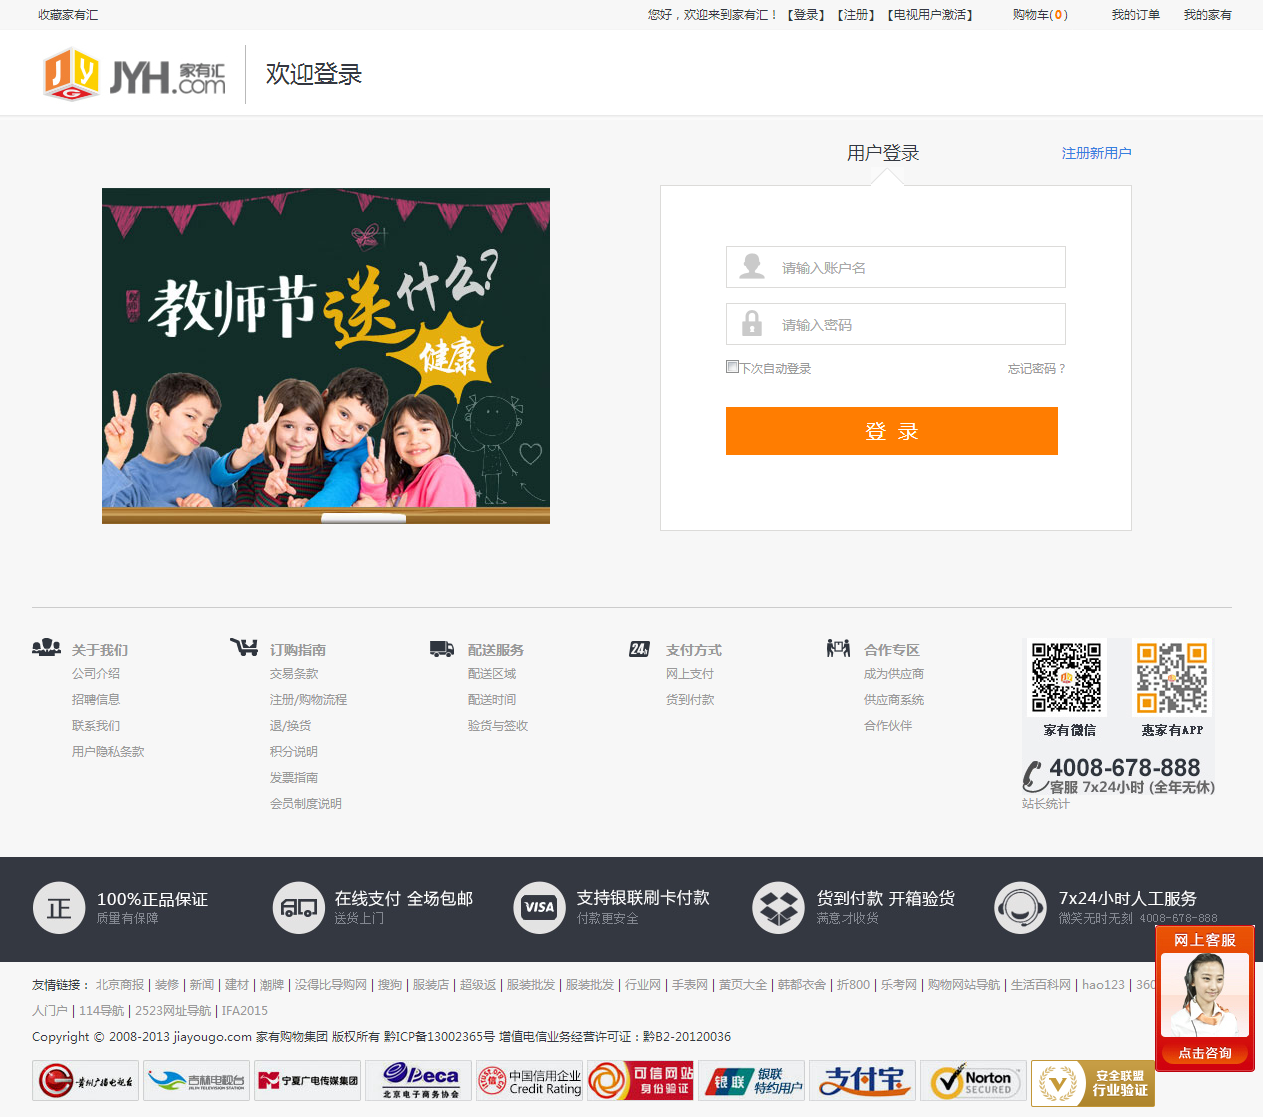 收藏家有汇
您好，欢迎来到家有汇！【登录】【注册】【电视用户激活】 购物车(0) 我的订单 我的家有
JYH.com 家有汇
欢迎登录
用户登录 注册新用户
教师节送什么?
健康
请输入账户名
请输入密码
下次自动登录 忘记密码？
登 录
关于我们
公司介绍
招聘信息
联系我们
用户隐私条款
订购指南
交易条款
注册/购物流程
退/换货
积分说明
发票指南
会员制度说明
配送服务
配送区域
配送时间
验货与签收
24h
支付方式
网上支付
货到付款
合作专区
成为供应商
供应商系统
合作伙伴
家有微信 惠家有APP
4008-678-888
客服 7x24小时 (全年无休)
站长统计
正 100%正品保证
质量有保障
在线支付 全场包邮
送货上门
VISA 支持银联刷卡付款
付款更安全
货到付款 开箱验货
满意才收货
7x24小时人工服务
微笑无时无刻 4008-678-888
网上客服
点击咨询
友情链接： 北京商报 | 装修 | 新闻 | 建材 | 潮牌 | 没得比导购网 | 搜狗 | 服装店 | 超级返 | 服装批发 | 服装批发 | 行业网 | 手表网 | 黄页大全 | 韩都衣舍 | 折800 | 乐考网 | 购物网站导航 | 生活百科网 | hao123 | 360
人门户 | 114导航 | 2523网址导航 | IFA2015
Copyright © 2008-2013 jiayougo.com 家有购物集团 版权所有 黔ICP备13002365号 增值电信业务经营许可证：黔B2-20120036
贵州广播电视台
吉林电视台
JILIN TELEVISION STATION
宁夏广电传媒集团
Beca
北京电子商务协会
中国信用企业
Credit Rating
可信网站
身份验证
银联
银联
特约用户
支付宝
Norton
SECURED
安全联盟
行业验证